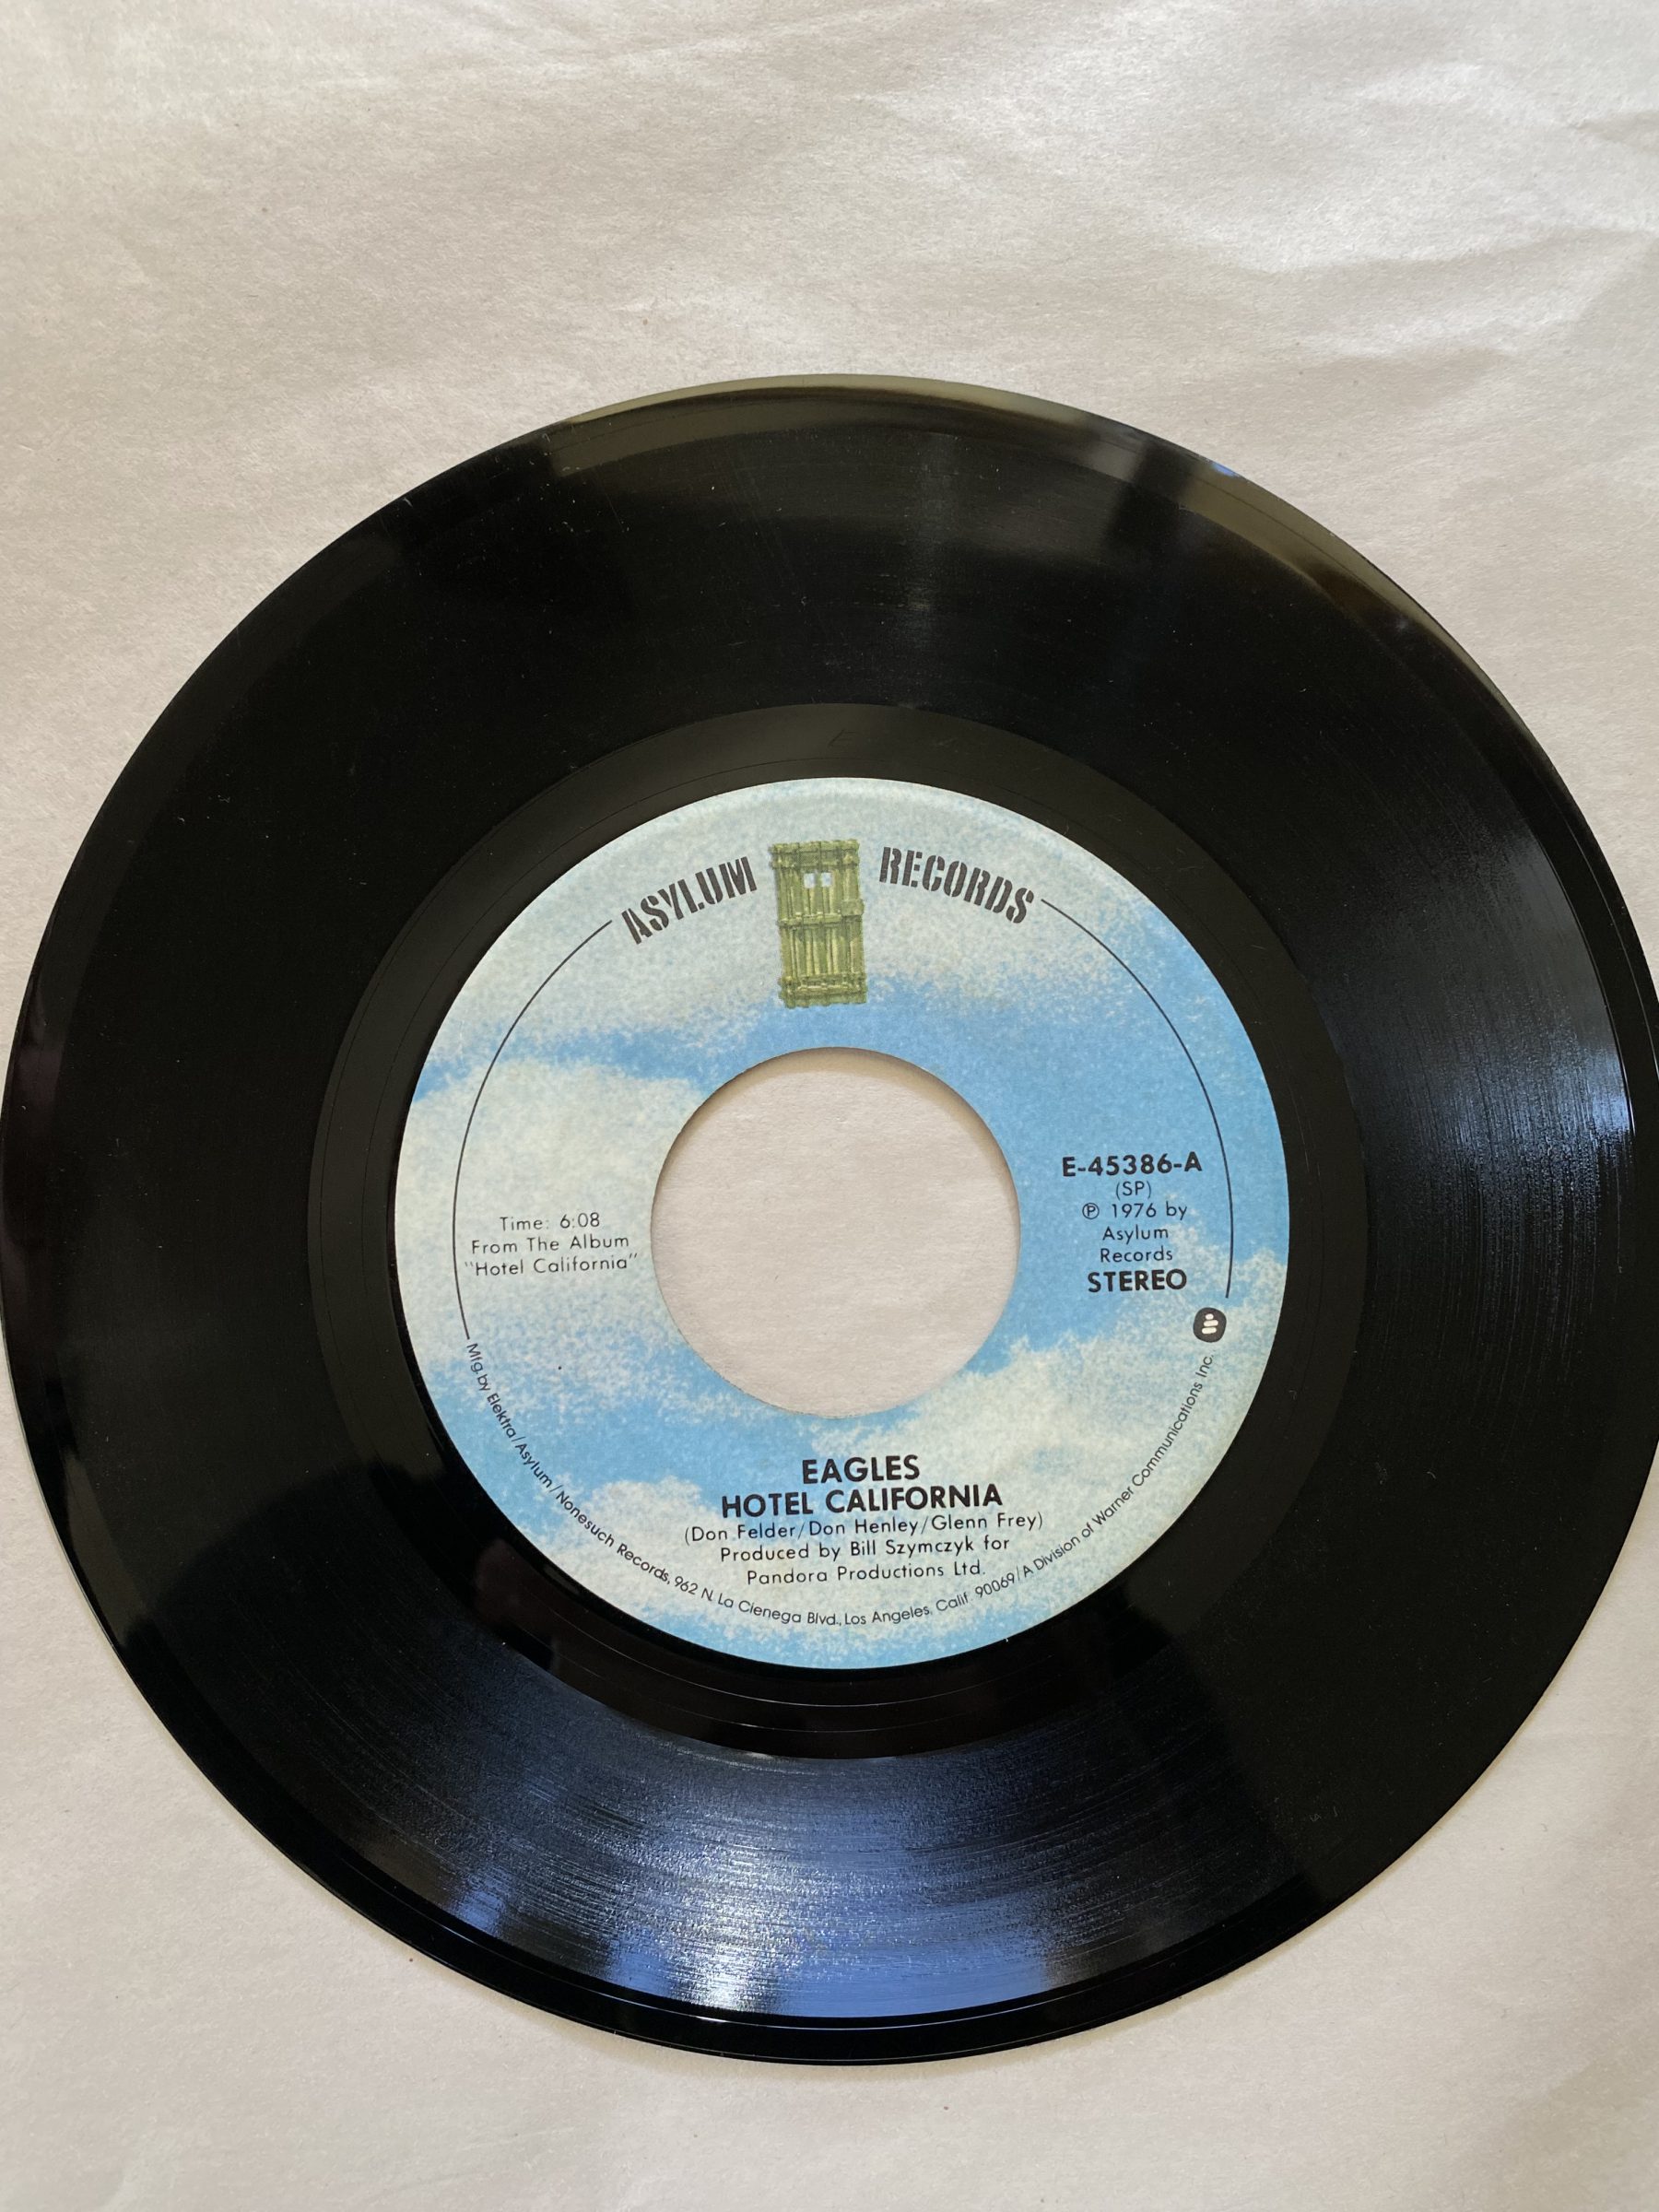 ASYLUM RECORDS
E-45386-A
(SP)
℗ 1976 by
Asylum
Records
STEREO
Time: 6:08
From The Album
"Hotel California"
EAGLES
HOTEL CALIFORNIA
(Don Felder/Don Henley/Glenn Frey)
Produced by Bill Szymczyk for
Pandora Productions Ltd.
Mfg. by Elektra/Asylum/Nonesuch Records, 962 N. La Cienega Blvd., Los Angeles, Calif. 90069/A Division of Warner Communications Inc.